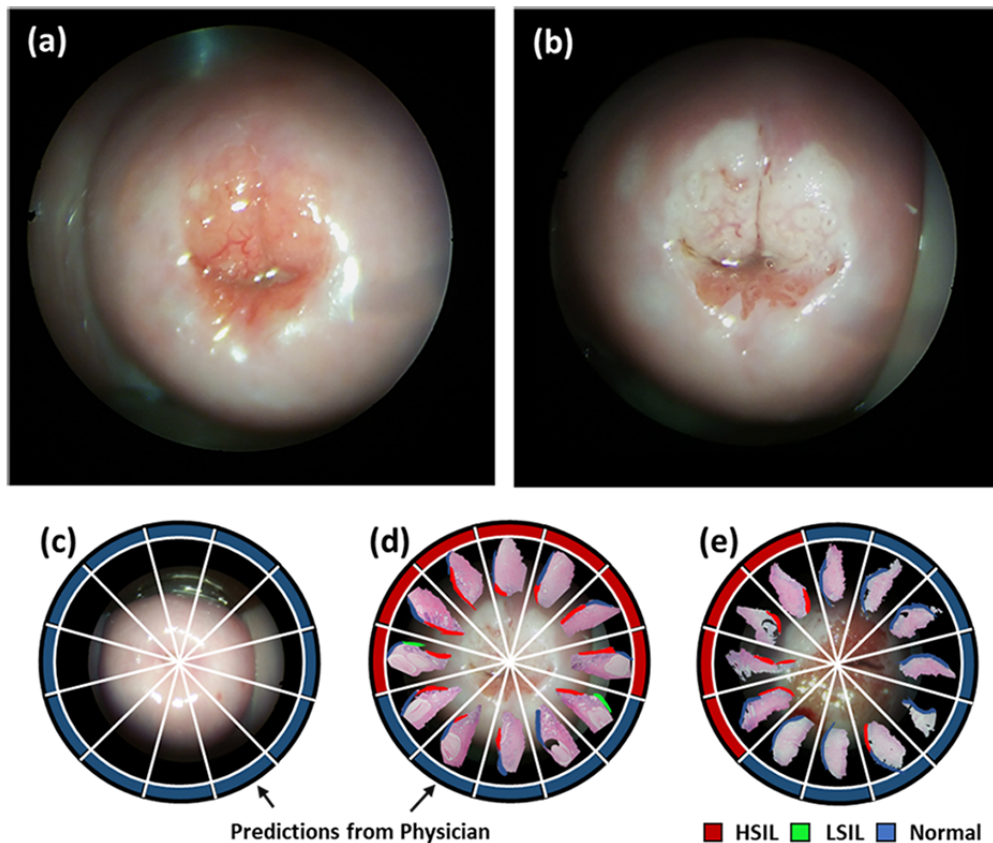 (a)
(b)
(c)
(d)
(e)
Predictions from Physician
HSIL LSIL Normal